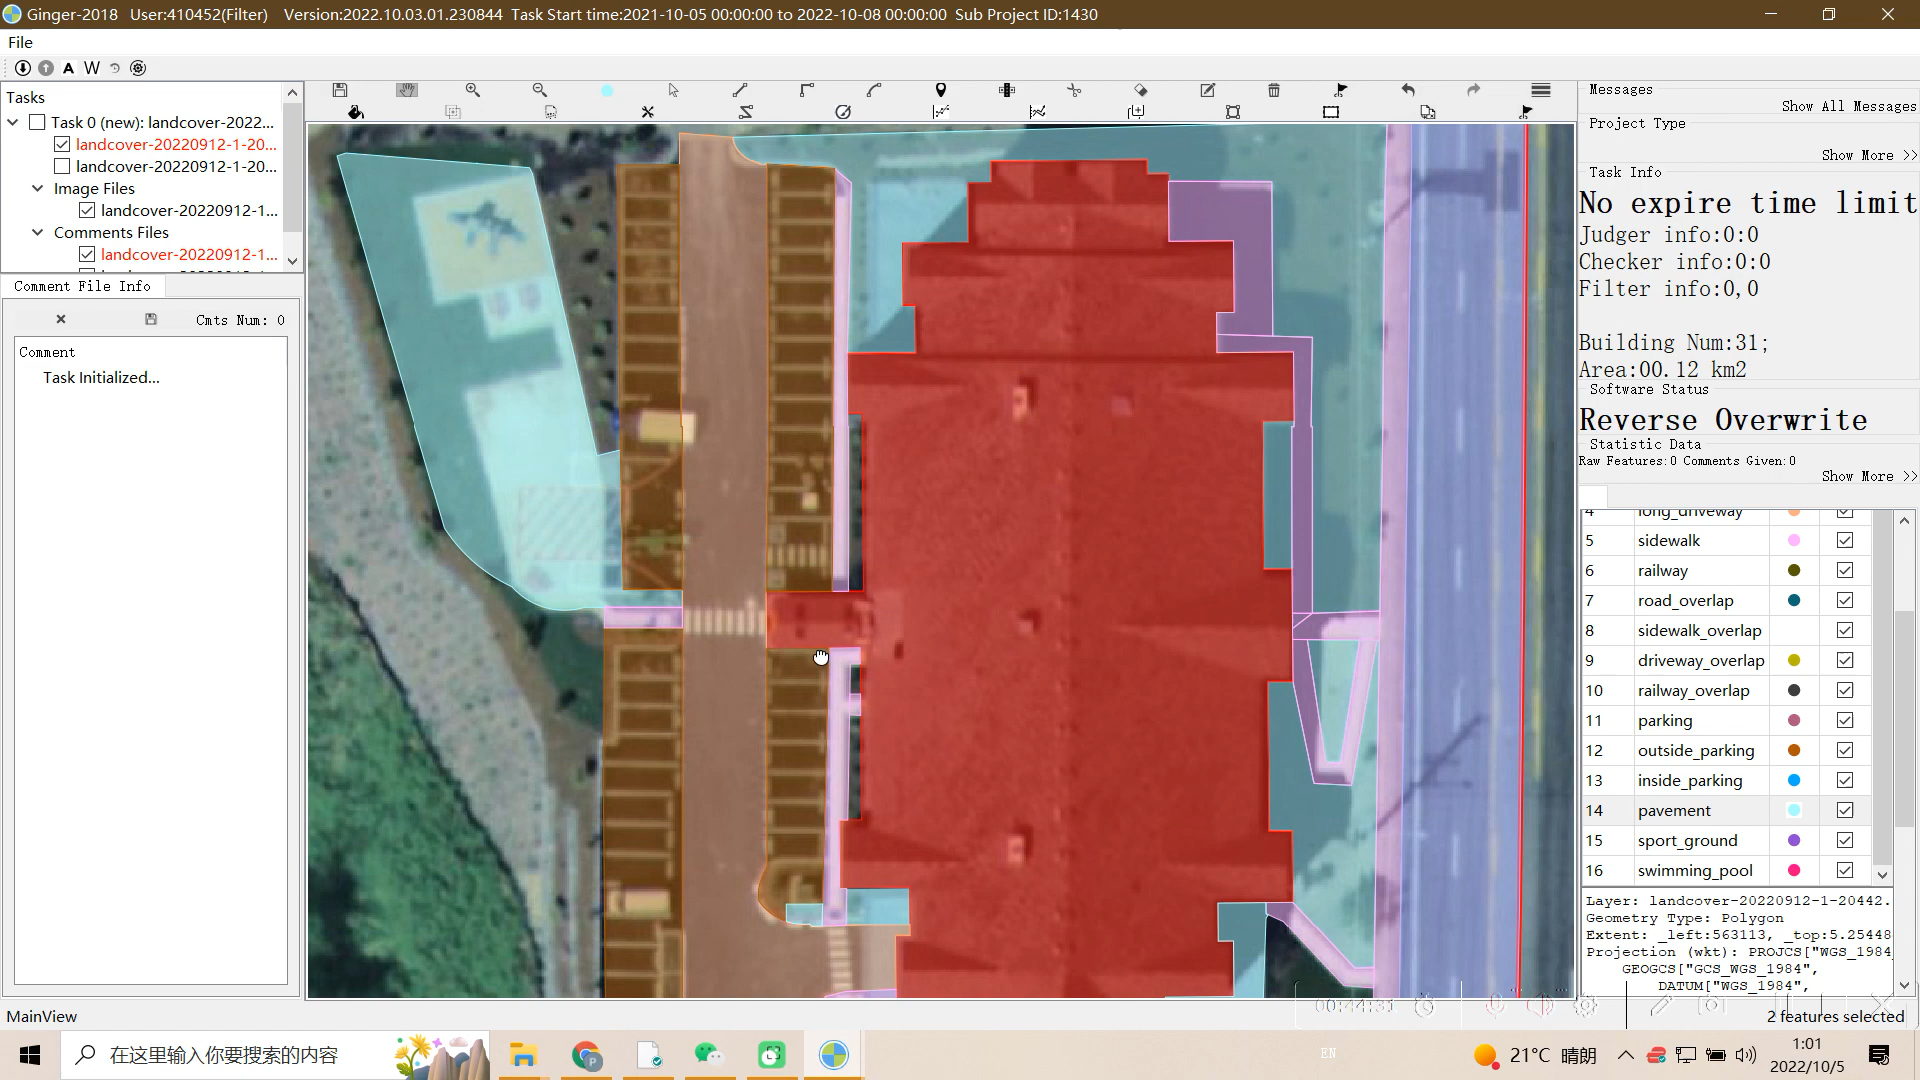 Ginger-2018 User:410452(Filter) Version:2022.10.03.01.230844 Task Start time:2021-10-05 00:00:00 to 2022-10-08 00:00:00 Sub Project ID:1430
File
A W
Tasks
Task 0 (new): landcover-2022...
landcover-20220912-1-20...
landcover-20220912-1-20...
Image Files
landcover-20220912-1...
Comments Files
landcover-20220912-1...
Comment File Info
Cmts Num: 0
Comment
Task Initialized...
Messages
Show All Messages
Project Type
Show More >>
Task Info
No expire time limit
Judger info:0:0
Checker info:0:0
Filter info:0,0
Building Num:31;
Area:00.12 km2
Software Status
Reverse Overwrite
Statistic Data
Raw Features:0 Comments Given:0
Show More >>
4 long_driveway
5 sidewalk
6 railway
7 road_overlap
8 sidewalk_overlap
9 driveway_overlap
10 railway_overlap
11 parking
12 outside_parking
13 inside_parking
14 pavement
15 sport_ground
16 swimming_pool
Layer: landcover-20220912-1-20442.
Geometry Type: Polygon
Extent: _left:563113, _top:5.25448
Projection (wkt): PROJCS["WGS_1984
GEOGCS["GCS_WGS_1984",
DATUM["WGS_1984",
00:44:31
MainView
2 features selected
在这里输入你要搜索的内容
EN
21°C 晴朗
1:01
2022/10/5